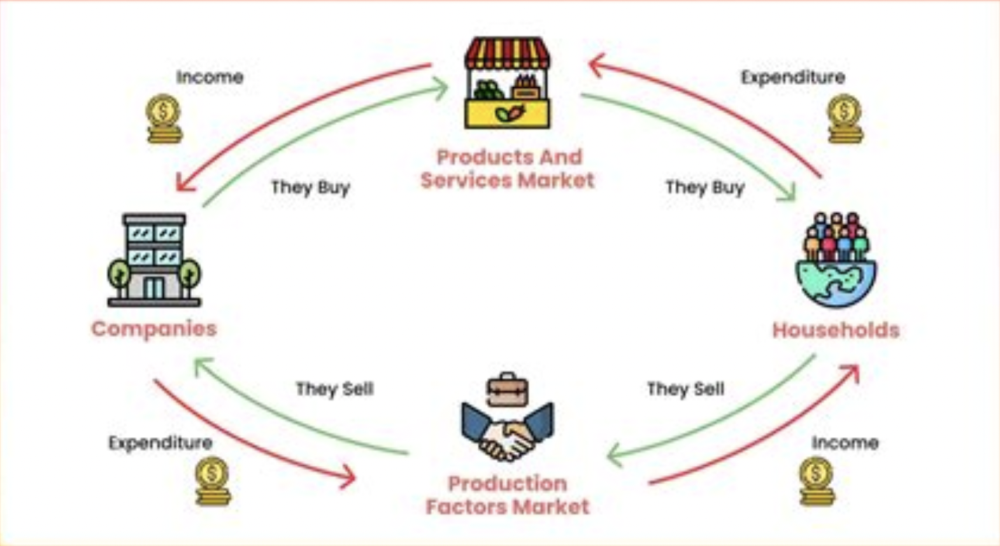 Income
Expenditure
They Buy
Products And
Services Market
They Buy
Companies
Households
They Sell
They Sell
Expenditure
Income
Production
Factors Market